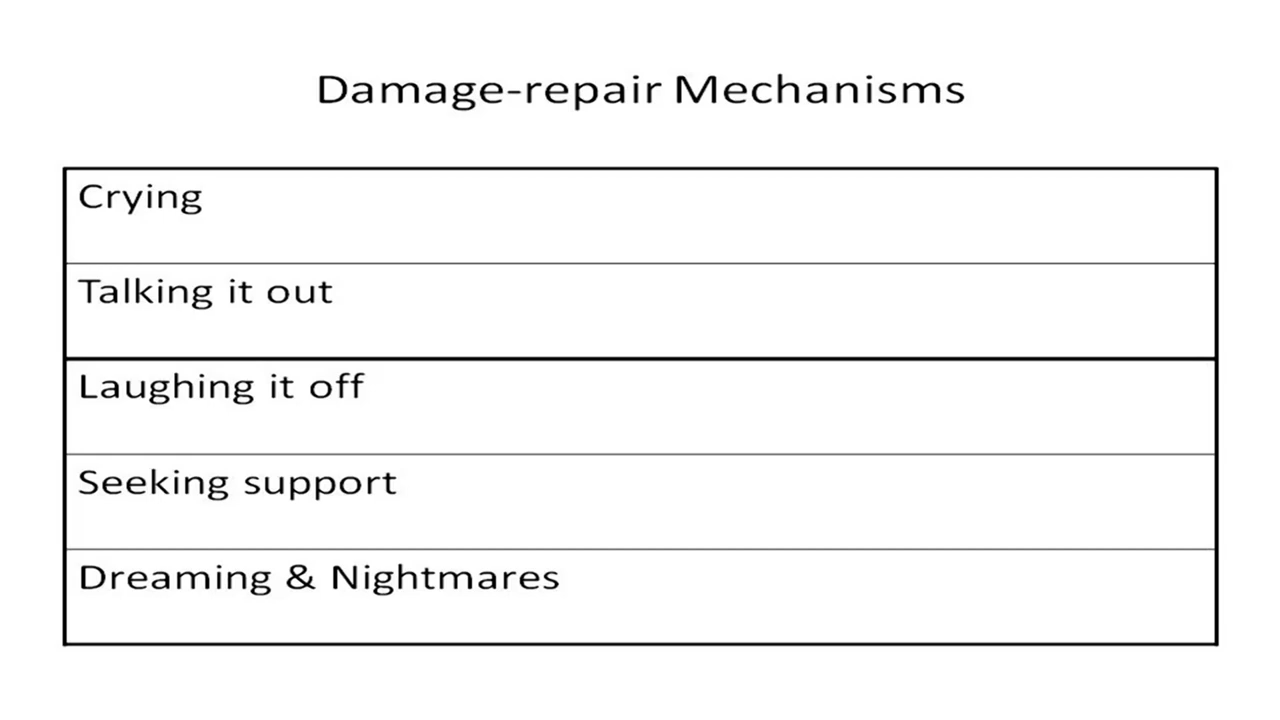 Damage-repair Mechanisms
Crying
Talking it out
Laughing it off
Seeking support
Dreaming & Nightmares